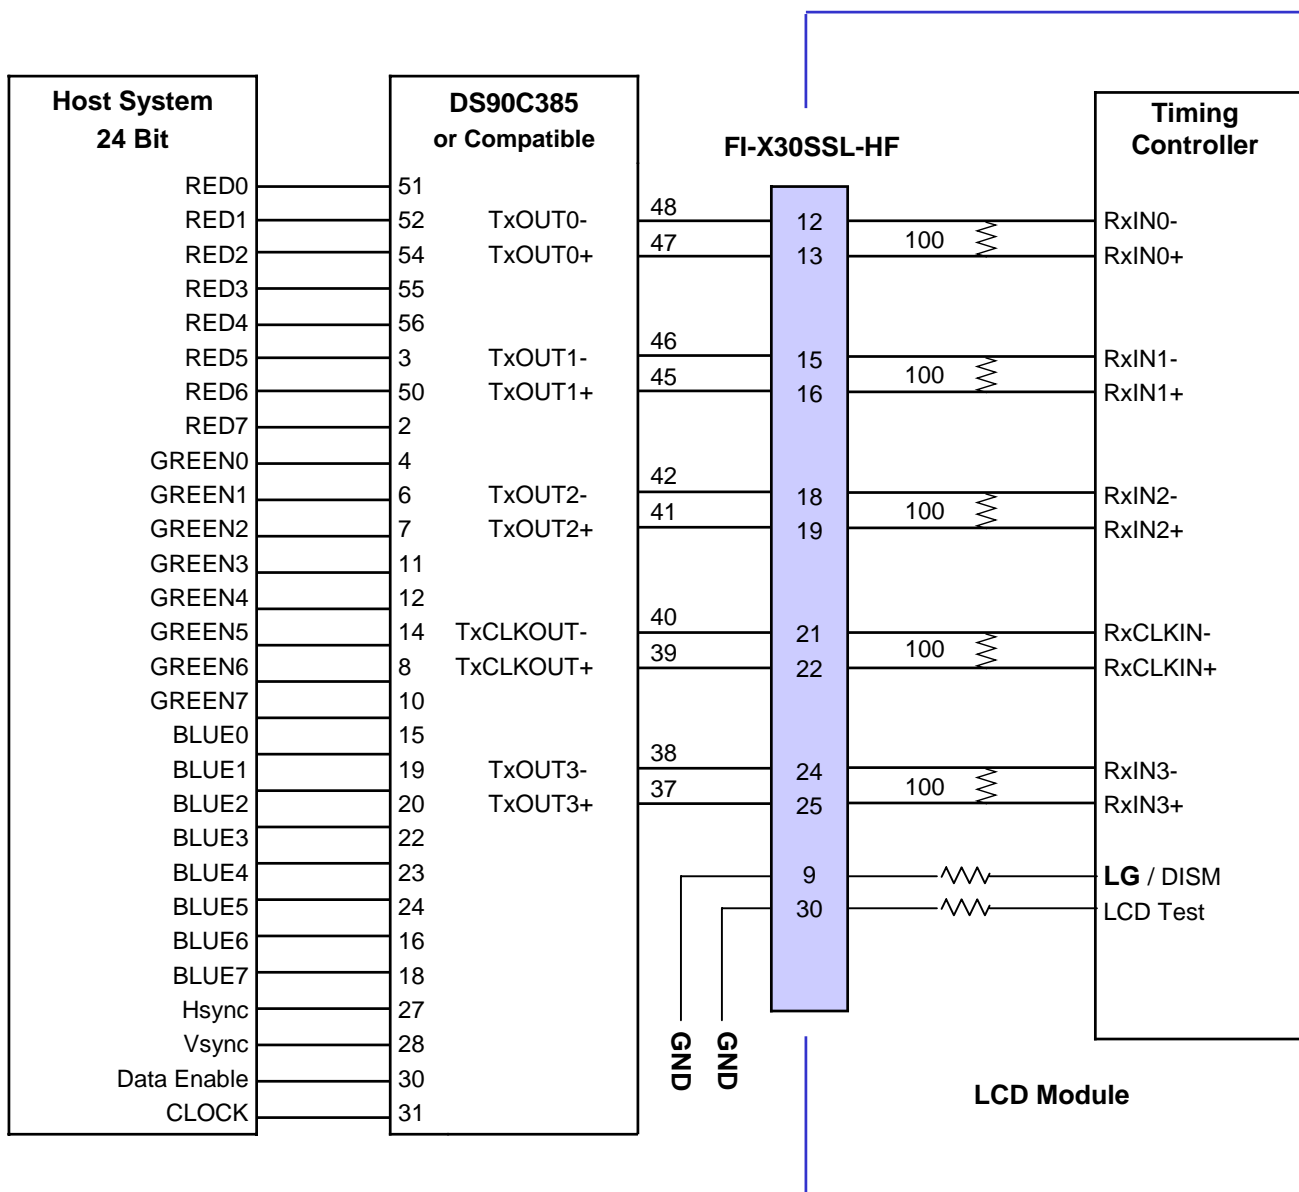 Host System
24 Bit
RED0
RED1
RED2
RED3
RED4
RED5
RED6
RED7
GREEN0
GREEN1
GREEN2
GREEN3
GREEN4
GREEN5
GREEN6
GREEN7
BLUE0
BLUE1
BLUE2
BLUE3
BLUE4
BLUE5
BLUE6
BLUE7
Hsync
Vsync
Data Enable
CLOCK
DS90C385
or Compatible
51
52 TxOUT0-
54 TxOUT0+
55
56
3 TxOUT1-
50 TxOUT1+
2
4
6 TxOUT2-
7 TxOUT2+
11
12
14 TxCLKOUT-
8 TxCLKOUT+
10
15
19 TxOUT3-
20 TxOUT3+
22
23
24
16
18
27
28
30
31
48
47
46
45
42
41
40
39
38
37
GND
GND
FI-X30SSL-HF
12
13
15
16
18
19
21
22
24
25
9
30
100
100
100
100
100
Timing
Controller
RxIN0-
RxIN0+
RxIN1-
RxIN1+
RxIN2-
RxIN2+
RxCLKIN-
RxCLKIN+
RxIN3-
RxIN3+
LG / DISM
LCD Test
LCD Module